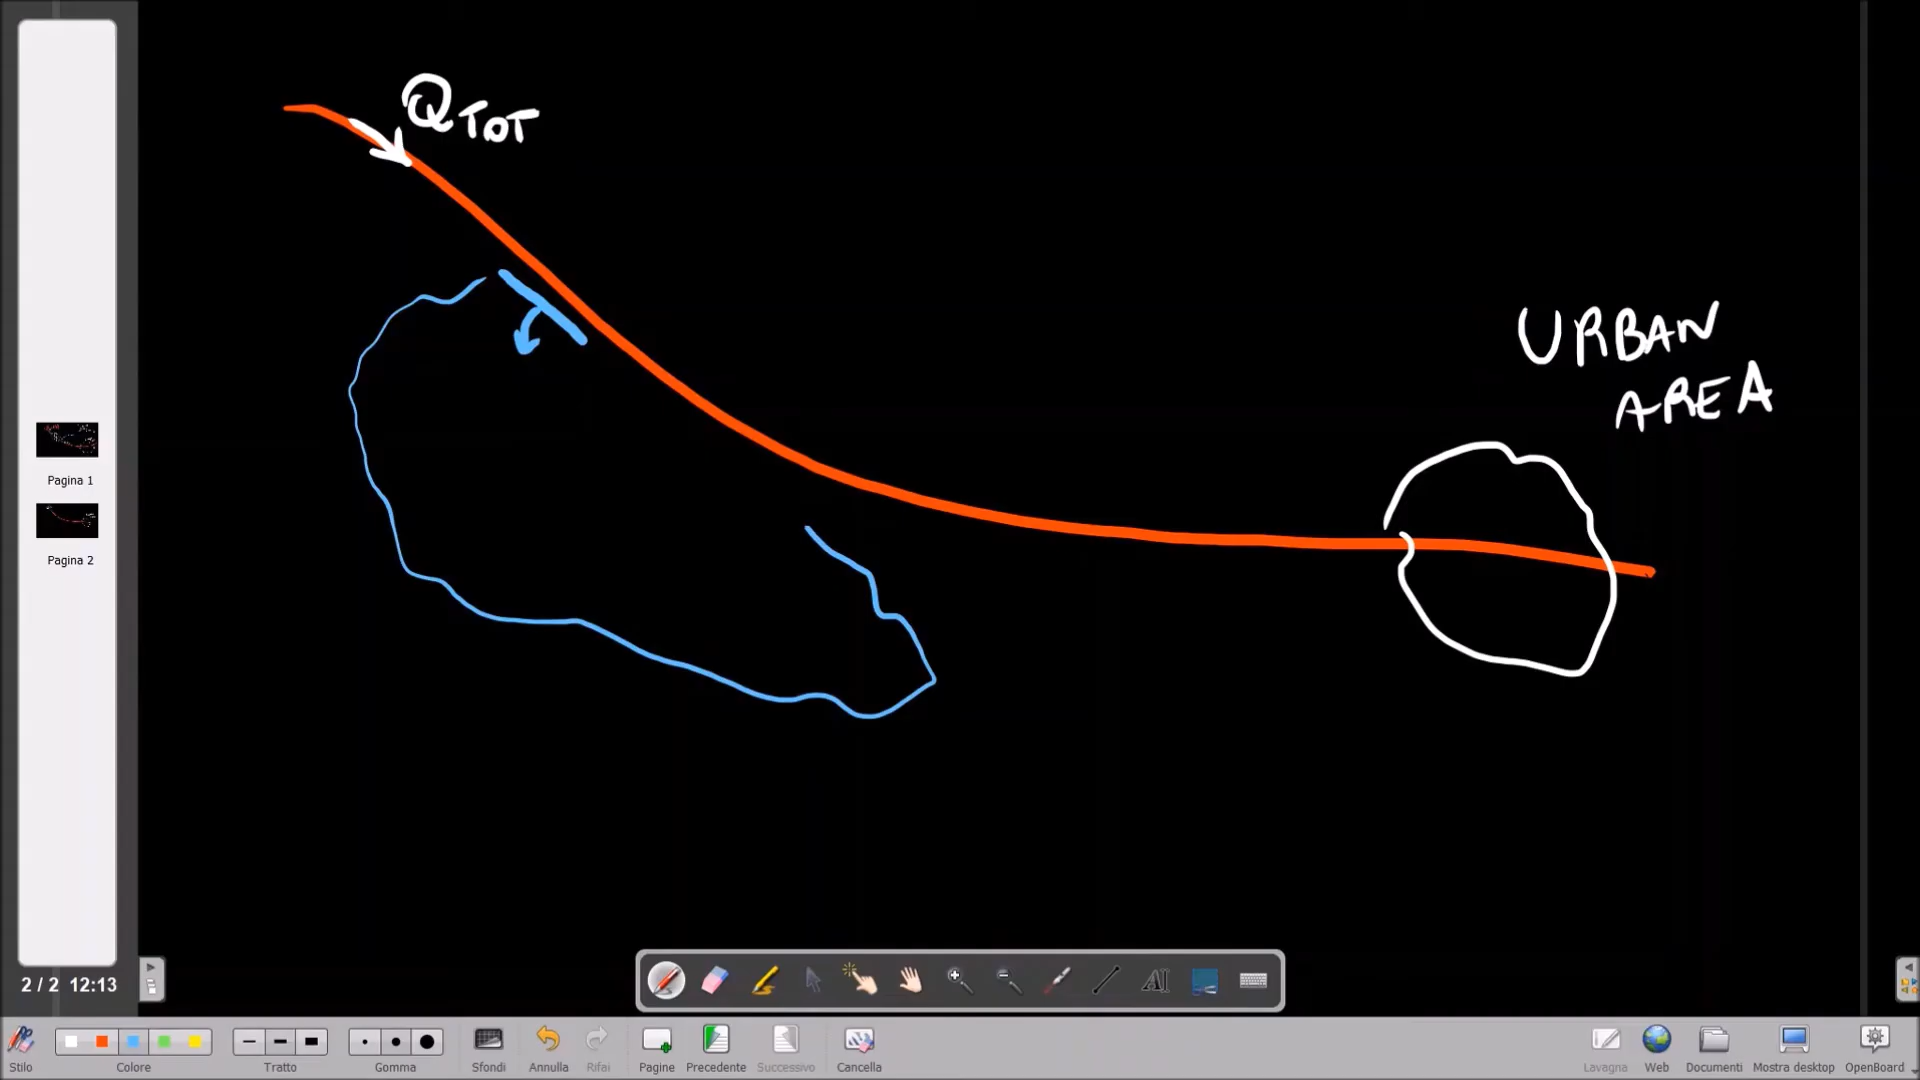 QTOT
URBAN
AREA
Pagina 1
Pagina 2
2 / 2 12:13
AI
Stilo
Colore
Tratto
Gomma
Sfondi
Annulla
Rifai
Pagine
Precedente
Successivo
Cancella
Lavagna
Web
Documenti
Mostra desktop
OpenBoard